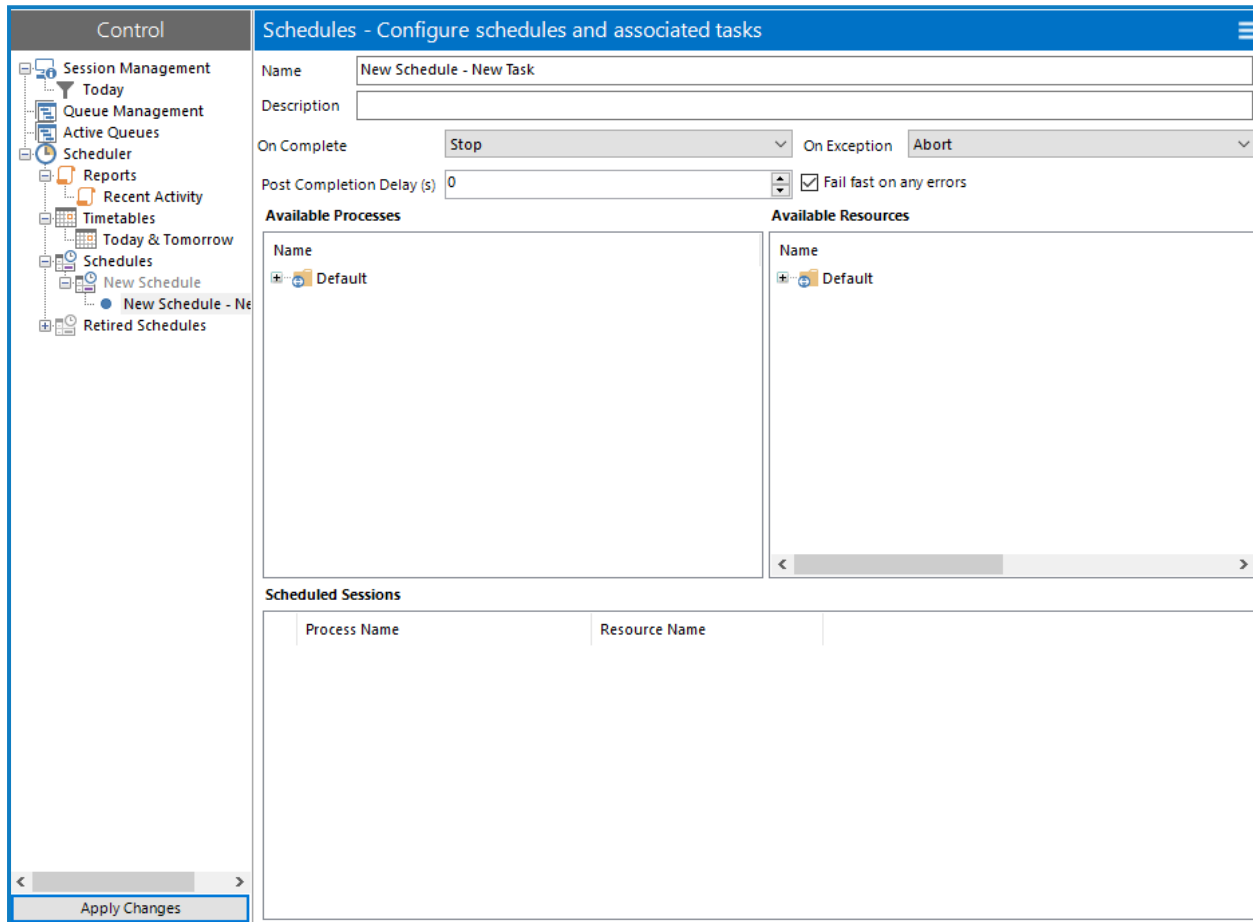 Control
Schedules - Configure schedules and associated tasks
Session Management
Today
Queue Management
Active Queues
Scheduler
Reports
Recent Activity
Timetables
Today & Tomorrow
Schedules
New Schedule
New Schedule - Ne
Retired Schedules
Apply Changes
Name New Schedule - New Task
Description
On Complete Stop On Exception Abort
Post Completion Delay (s) 0 Fail fast on any errors
Available Processes
Name
Default
Available Resources
Name
Default
Scheduled Sessions
Process Name Resource Name